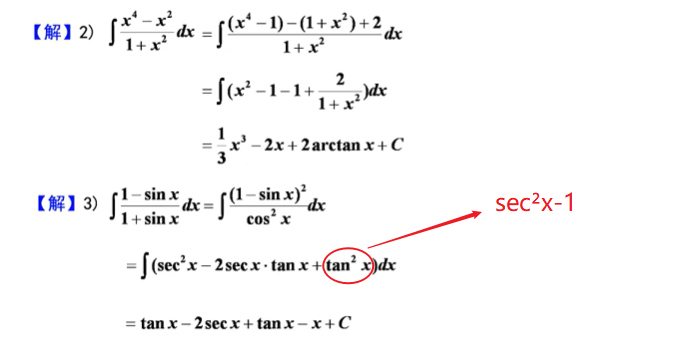 【解】2) ∫(x⁴ − x²)/(1 + x²) dx = ∫((x⁴ − 1) − (1 + x²) + 2)/(1 + x²) dx
= ∫(x² − 1 − 1 + 2/(1 + x²))dx
= 1/3 x³ − 2x + 2 arctan x + C
【解】3) ∫(1 − sin x)/(1 + sin x) dx = ∫(1 − sin x)²/cos² x dx
sec²x-1
= ∫(sec²x − 2 sec x · tan x + tan² x)dx
= tan x − 2 sec x + tan x − x + C